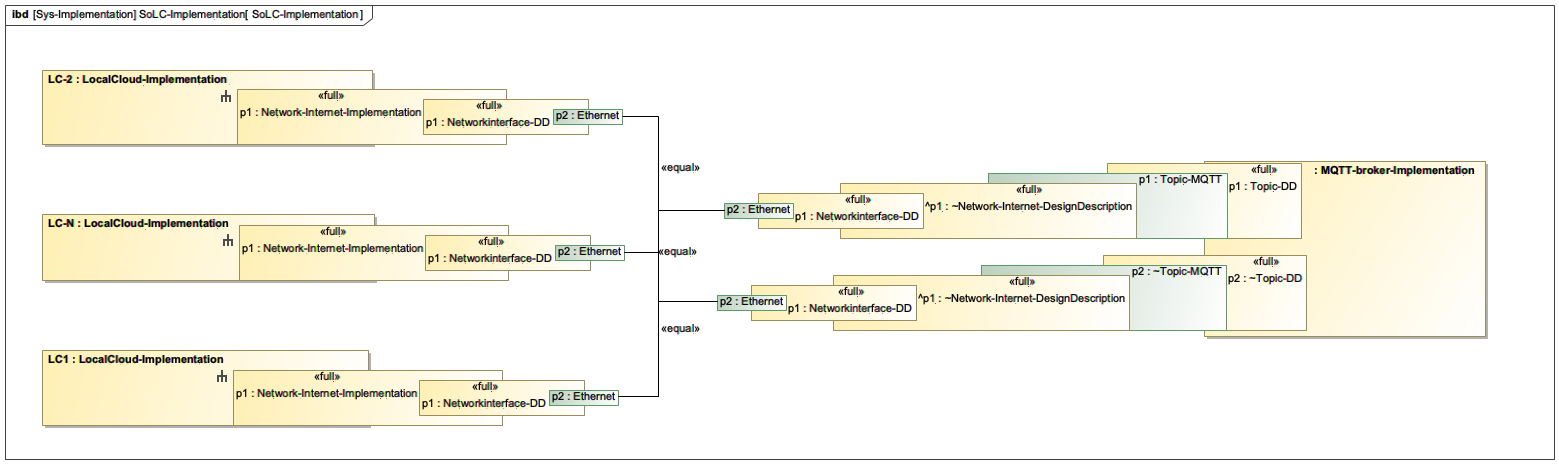 ibd [Sys-Implementation] SoLC-Implementation[ SoLC-Implementation ]
LC-2 : LocalCloud-Implementation
«full»
p1 : Network-Internet-Implementation
«full»
p1 : Networkinterface-DD
p2 : Ethernet
«equal»
LC-N : LocalCloud-Implementation
«full»
p1 : Network-Internet-Implementation
«full»
p1 : Networkinterface-DD
p2 : Ethernet
«equal»
LC1 : LocalCloud-Implementation
«full»
p1 : Network-Internet-Implementation
«full»
p1 : Networkinterface-DD
p2 : Ethernet
«equal»
: MQTT-broker-Implementation
«full»
p1 : Topic-DD
p1 : Topic-MQTT
«full»
^p1 : ~Network-Internet-DesignDescription
«full»
p1 : Networkinterface-DD
p2 : Ethernet
«full»
p2 : ~Topic-DD
p2 : ~Topic-MQTT
«full»
^p1 : ~Network-Internet-DesignDescription
«full»
p1 : Networkinterface-DD
p2 : Ethernet